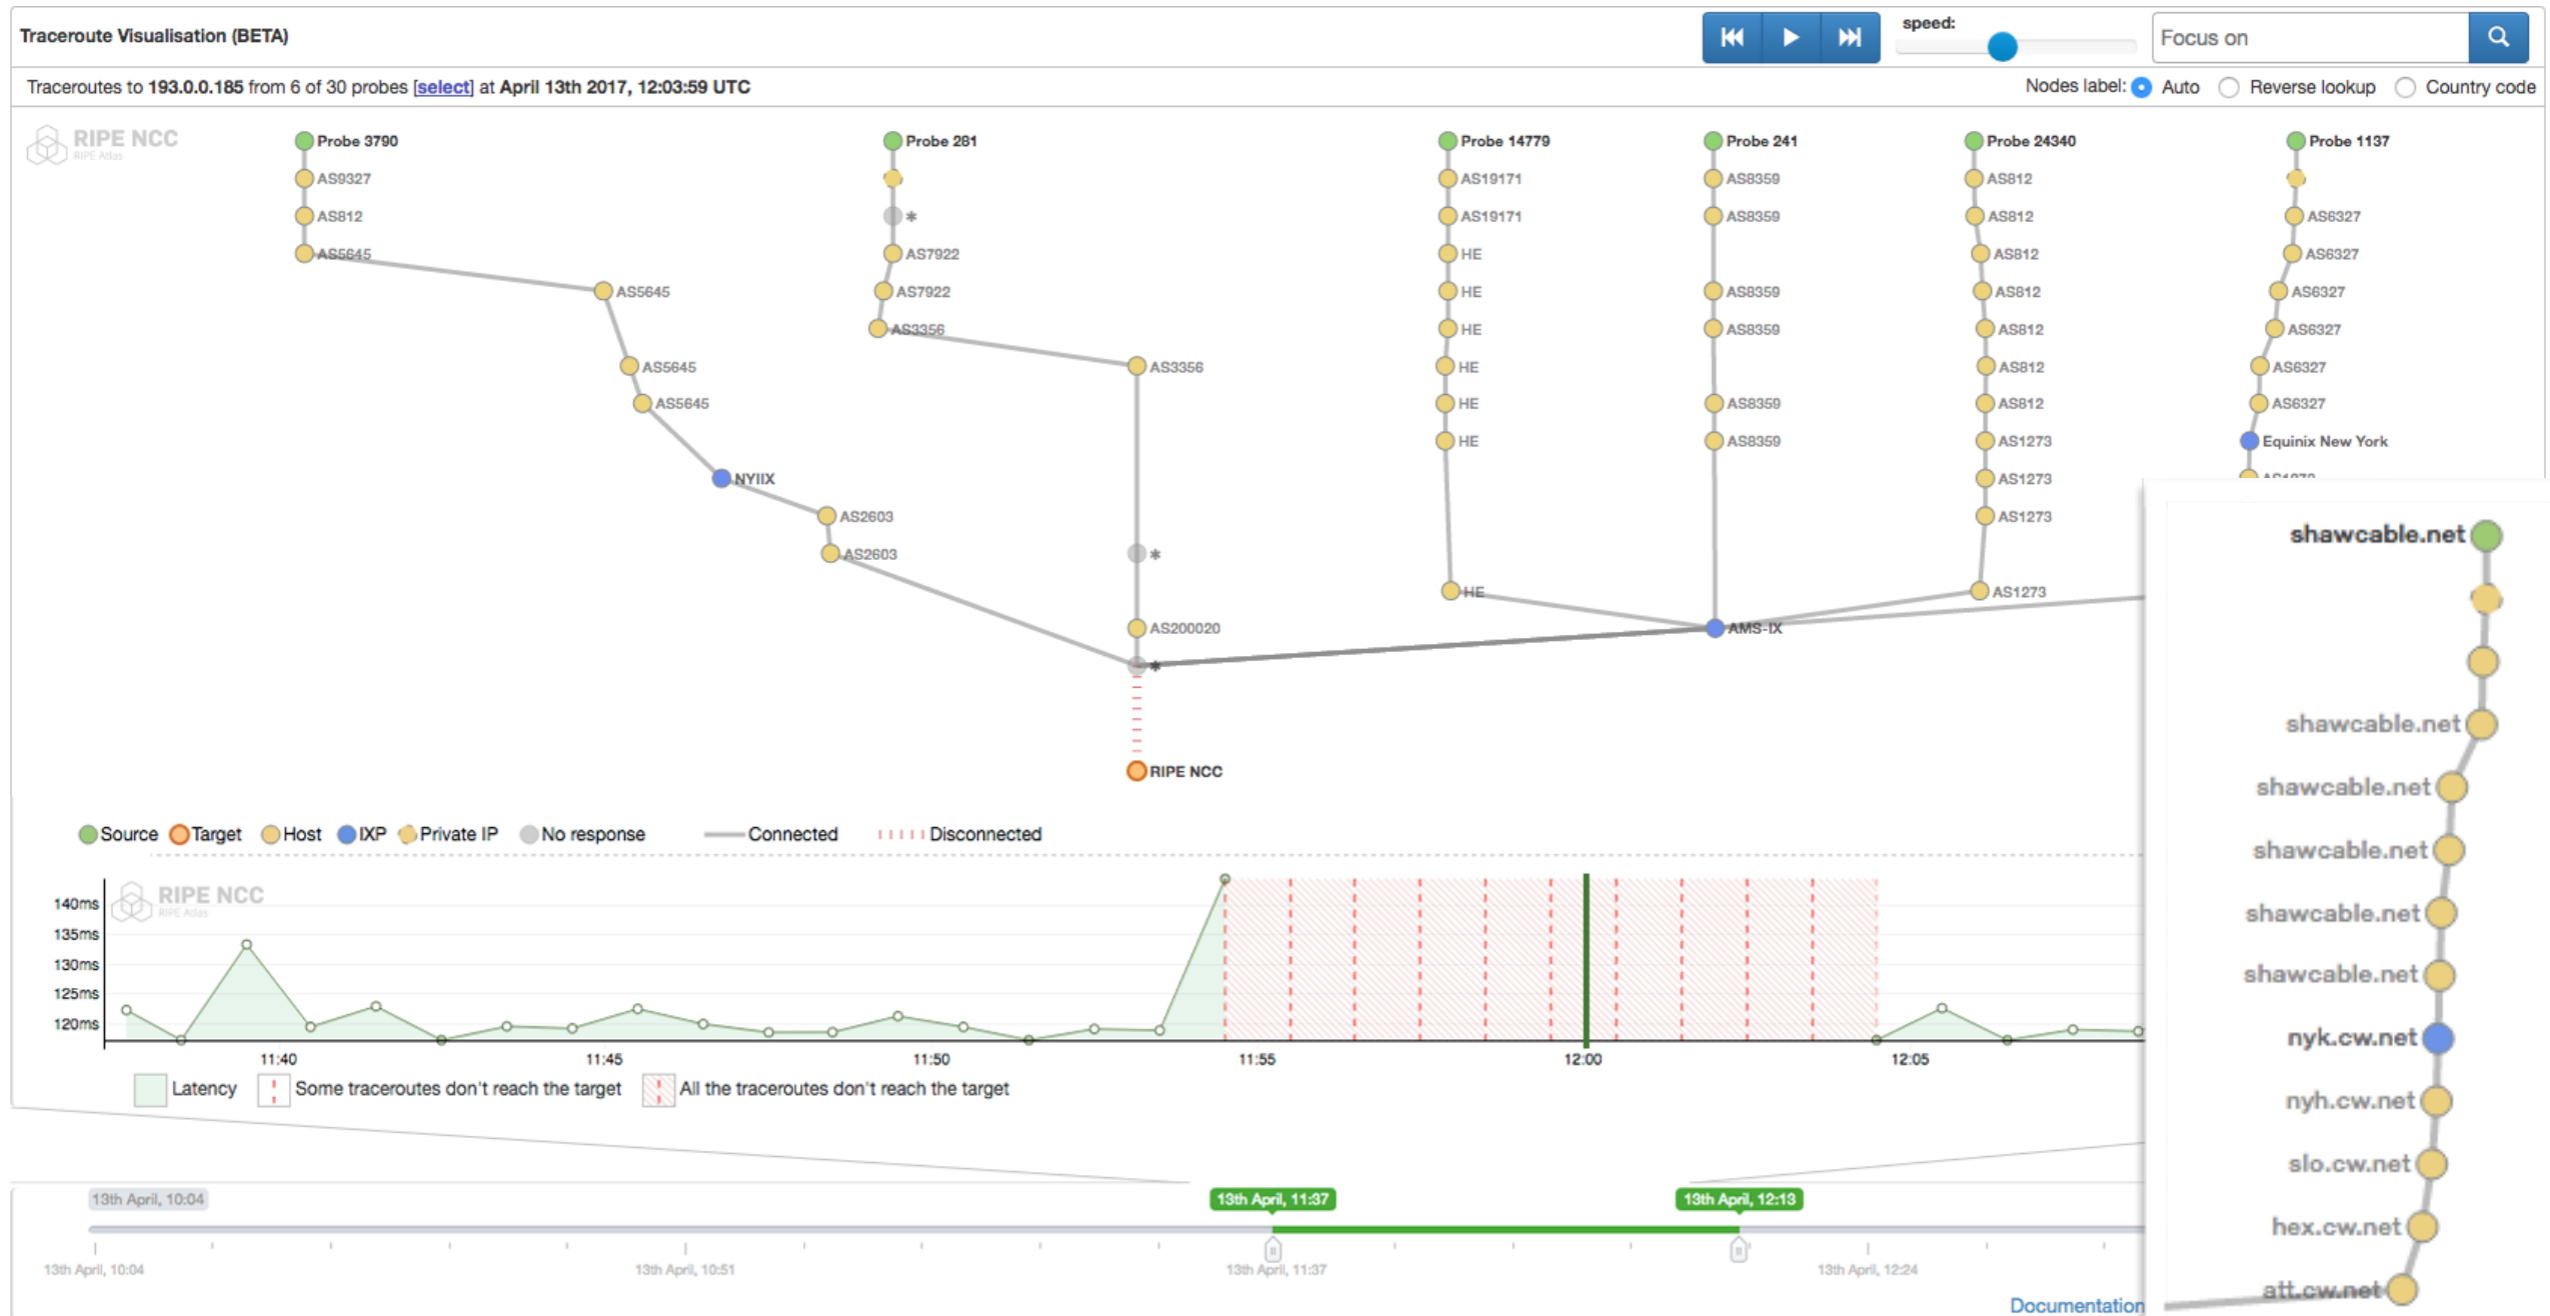 Traceroute Visualisation (BETA)
speed:
Focus on
Traceroutes to 193.0.0.185 from 6 of 30 probes [select] at April 13th 2017, 12:03:59 UTC
Nodes label: Auto Reverse lookup Country code
RIPE NCC
RIPE Atlas
Probe 3790 Probe 281 Probe 14779 Probe 241 Probe 24340 Probe 1137
AS9327 AS19171 AS8359 AS812
AS812 * AS19171 AS8359 AS812 AS6327
AS5645 AS7922 HE AS812 AS6327
AS5645 AS7922 HE AS8359 AS812 AS6327
AS3356 HE AS8359 AS812 AS6327
AS5645 AS3356 HE AS812 AS6327
AS5645 HE AS8359 AS812 AS6327
HE AS8359 AS1273 Equinix New York
NYIIX AS1273
AS2603 AS1273
AS2603 *
HE AS1273
AS200020 AMS-IX
*
RIPE NCC
Source Target Host IXP Private IP No response Connected Disconnected
RIPE NCC
RIPE Atlas
140ms
135ms
130ms
125ms
120ms
11:40 11:45 11:50 11:55 12:00 12:05
Latency Some traceroutes don't reach the target All the traceroutes don't reach the target
13th April, 10:04 13th April, 11:37 13th April, 12:13
13th April, 10:04 13th April, 10:51 13th April, 11:37 13th April, 12:24
Documentation
shawcable.net
shawcable.net
shawcable.net
shawcable.net
shawcable.net
shawcable.net
nyk.cw.net
nyh.cw.net
slo.cw.net
hex.cw.net
att.cw.net